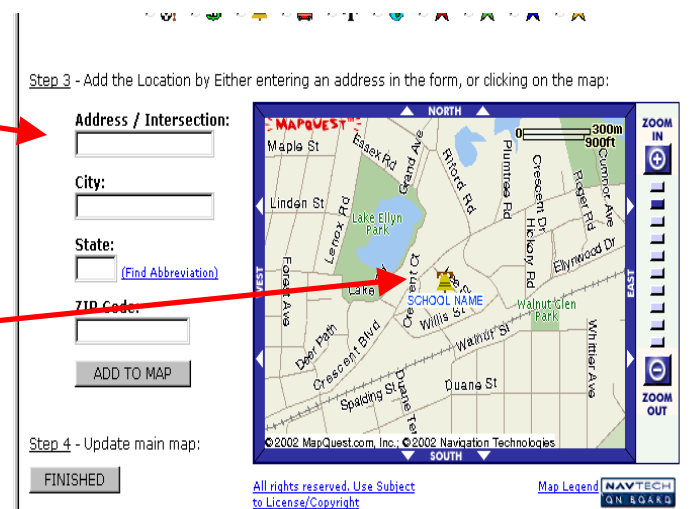 Step 3 - Add the Location by Either entering an address in the form, or clicking on the map:
Address / Intersection:
City:
State:
(Find Abbreviation)
ZIP Code:
ADD TO MAP
Step 4 - Update main map:
FINISHED
NORTH
MAPQUEST
300m
900ft
Maple St
Essex Rd
Grand Ave
Riford Rd
Plumtree Rd
Crescent Dr
Roger Rd
Cumnor Ave
Linden St
Lenox Rd
Lake Ellyn
Park
Hickory Rd
Ellynwood Dr
WEST
EAST
Forest Ave
Lake
Crescent Ct
SCHOOL NAME
Willis St
Walnut Glen
Park
Walnut St
Whittier Ave
Deer Path
Crescent Blvd
Duane St
Spalding St
Duane Ter
©2002 MapQuest.com, Inc.; ©2002 Navigation Technologies
SOUTH
ZOOM
IN
ZOOM
OUT
All rights reserved. Use Subject
to License/Copyright
Map Legend
NAVTECH
ON BOARD